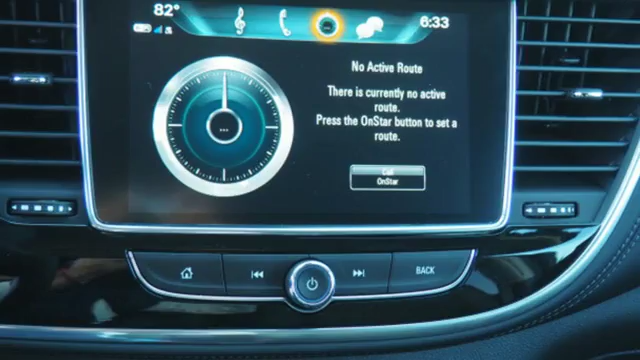 82°
6:33
No Active Route
There is currently no active
route.
Press the OnStar button to set a
route.
Call
OnStar
BACK